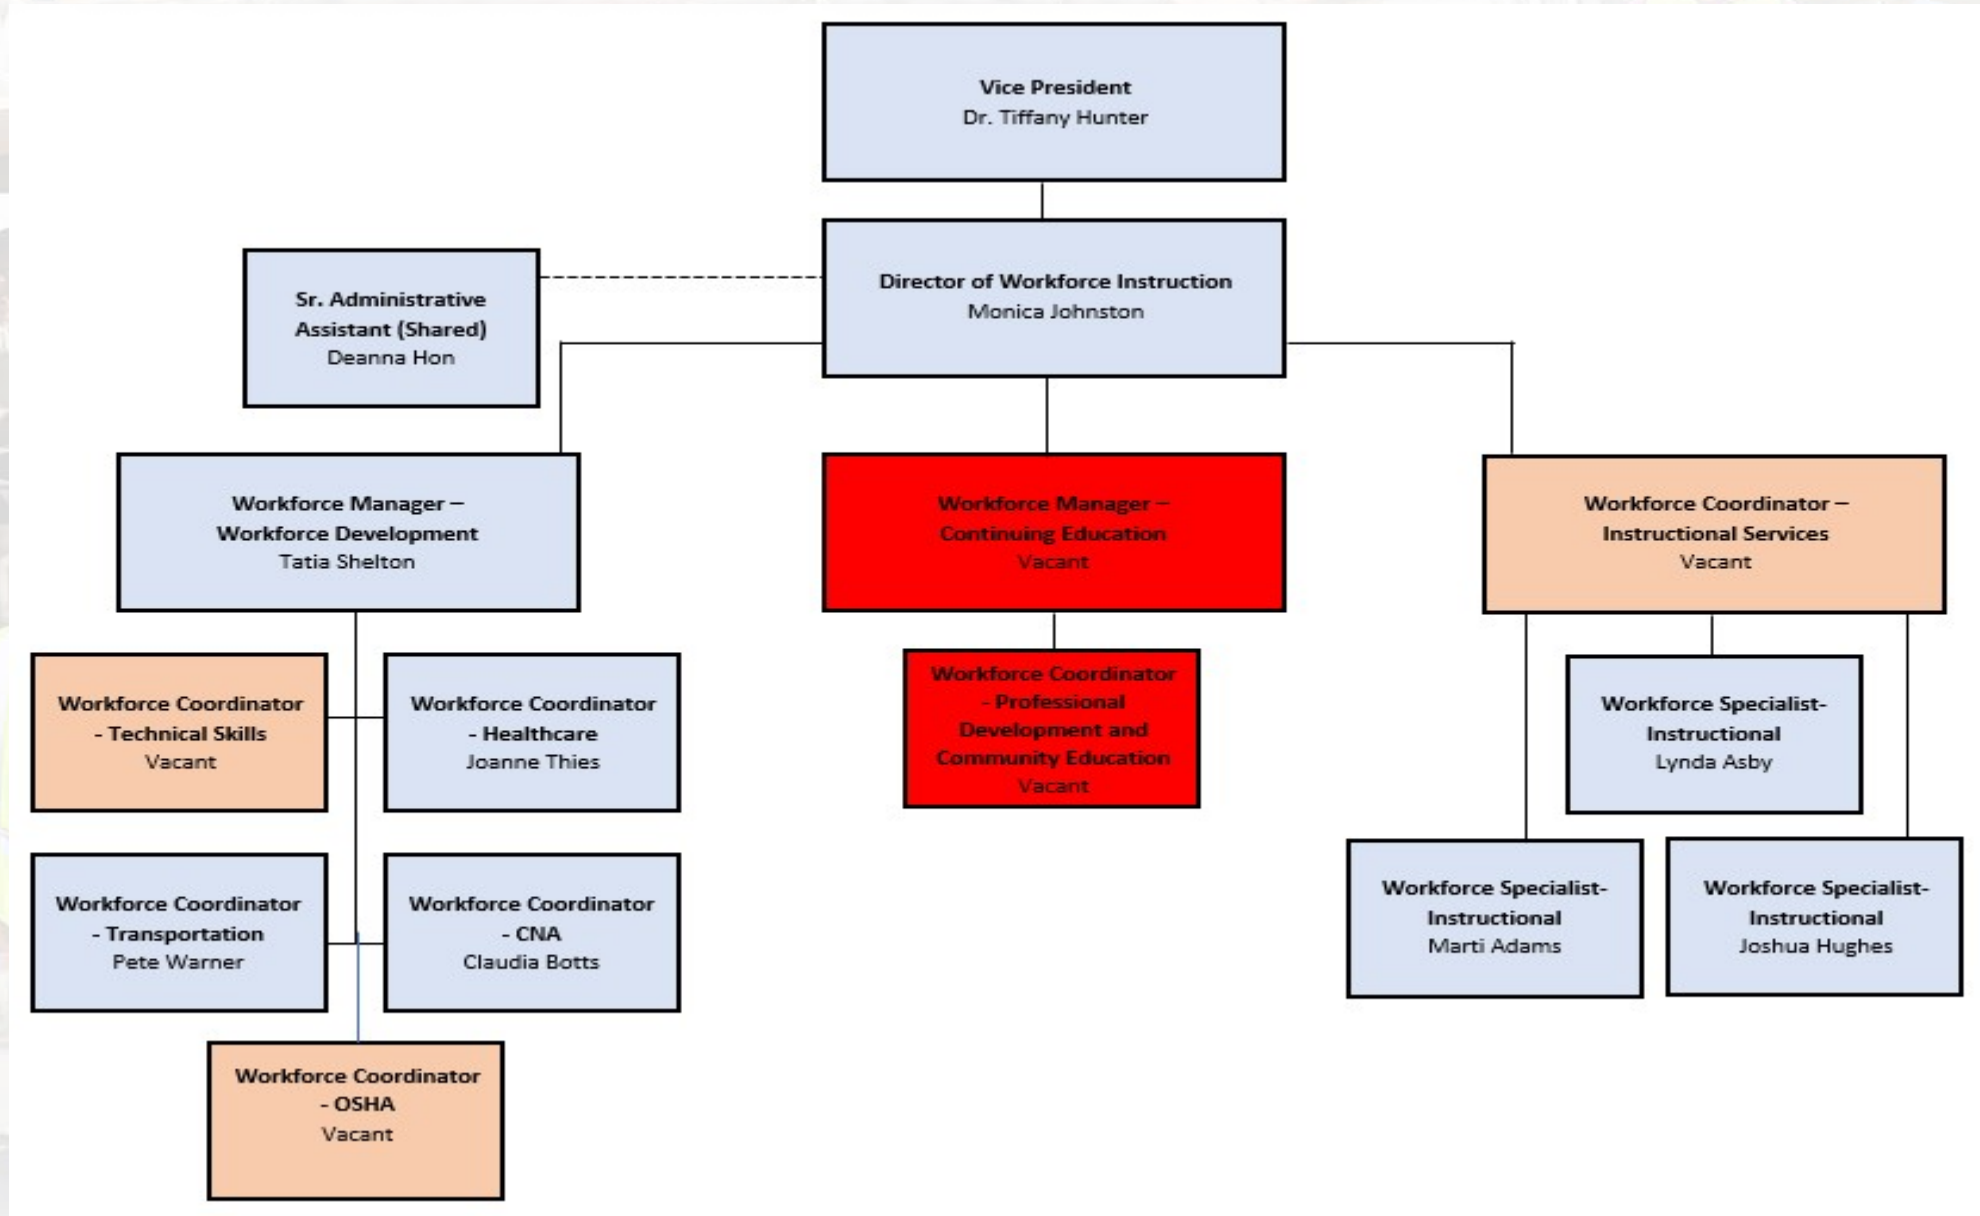 Vice President
Dr. Tiffany Hunter
Director of Workforce Instruction
Monica Johnston
Sr. Administrative
Assistant (Shared)
Deanna Hon
Workforce Manager –
Workforce Development
Tatia Shelton
Workforce Manager –
Continuing Education
Vacant
Workforce Coordinator –
Instructional Services
Vacant
Workforce Coordinator
- Technical Skills
Vacant
Workforce Coordinator
- Healthcare
Joanne Thies
Workforce Coordinator
- Professional
Development and
Community Education
Vacant
Workforce Specialist-
Instructional
Lynda Asby
Workforce Coordinator
- Transportation
Pete Warner
Workforce Coordinator
- CNA
Claudia Botts
Workforce Specialist-
Instructional
Marti Adams
Workforce Specialist-
Instructional
Joshua Hughes
Workforce Coordinator
- OSHA
Vacant